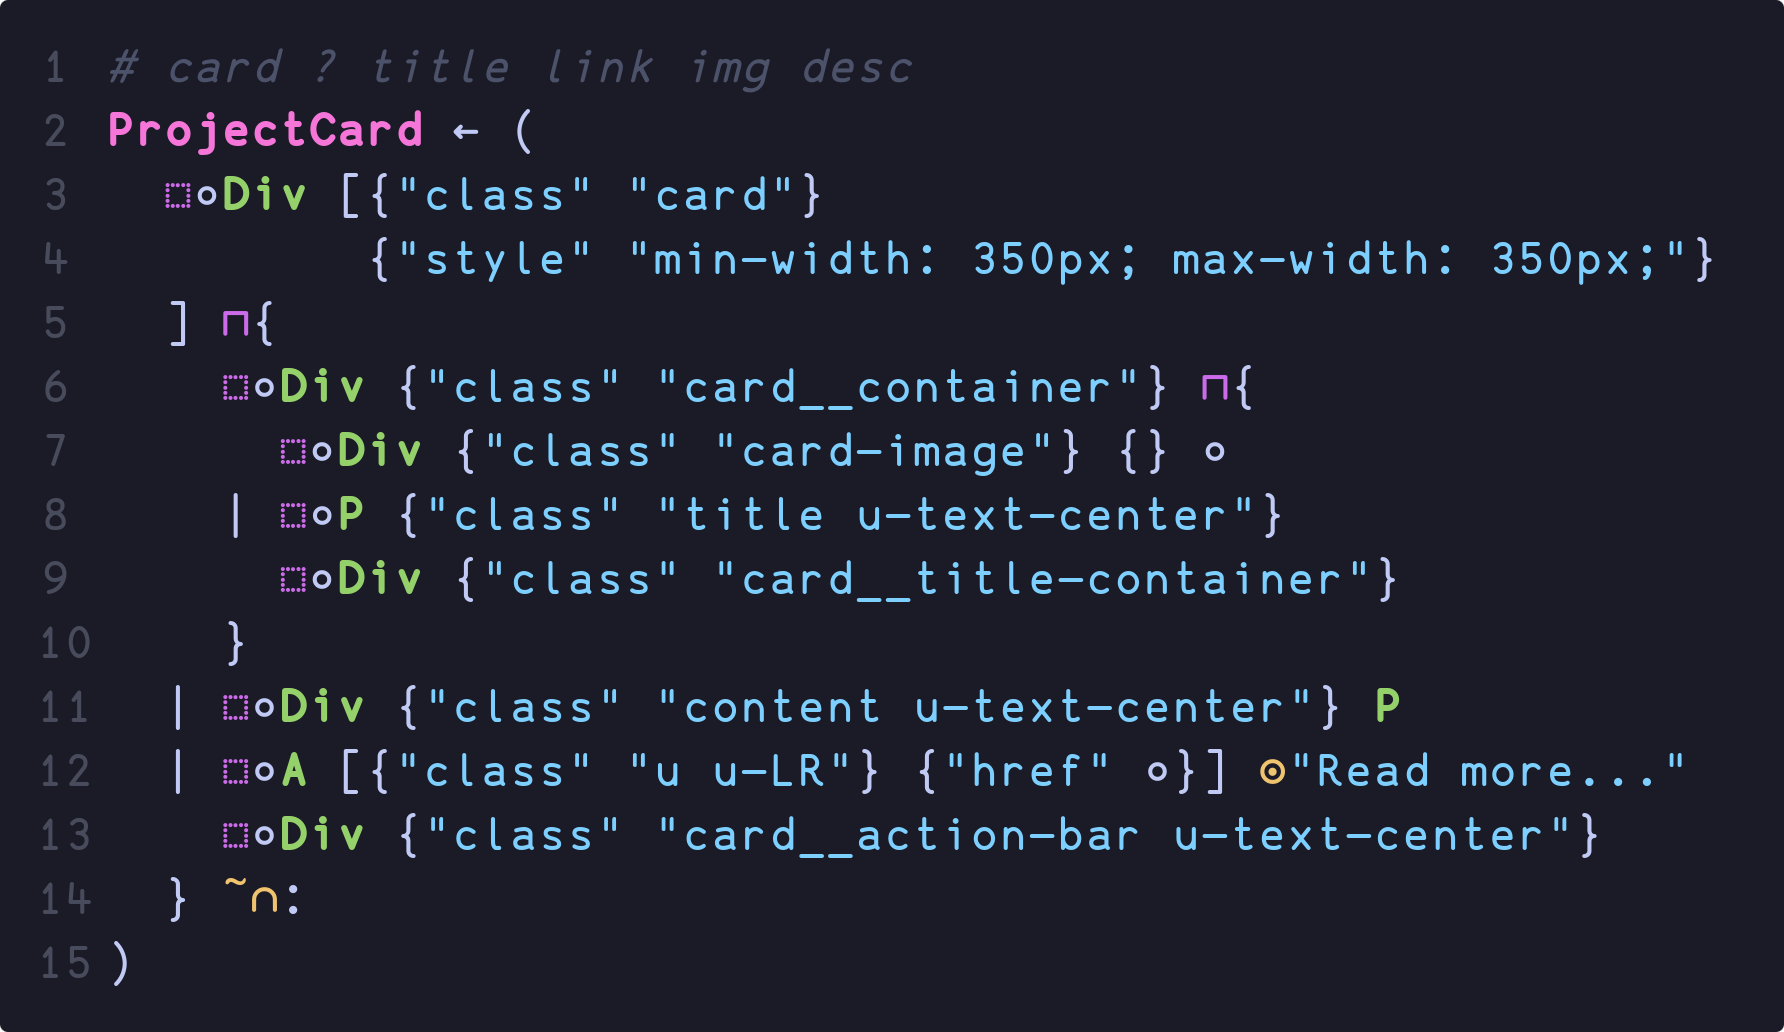 1 # card ? title link img desc
2 ProjectCard ← (
3   ⬚∘Div [{"class" "card"}
4          {"style" "min-width: 350px; max-width: 350px;"}
5   ] ⊓{
6     ⬚∘Div {"class" "card__container"} ⊓{
7       ⬚∘Div {"class" "card-image"} {} ∘
8     | ⬚∘P {"class" "title u-text-center"}
9       ⬚∘Div {"class" "card__title-container"}
10     }
11   | ⬚∘Div {"class" "content u-text-center"} P
12   | ⬚∘A [{"class" "u u-LR"} {"href" ∘}] ⊙"Read more..."
13     ⬚∘Div {"class" "card__action-bar u-text-center"}
14   } ˜∩:
15 )